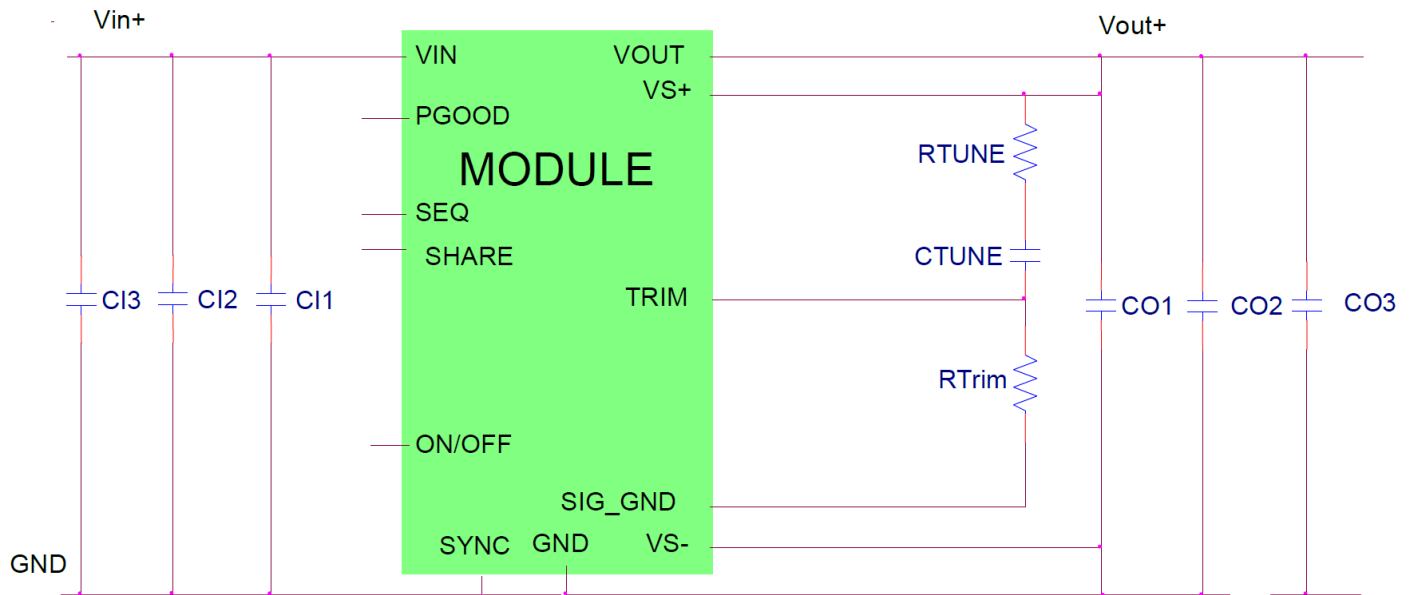 Vin+
Vout+
VIN
VOUT
VS+
PGOOD
MODULE
RTUNE
SEQ
SHARE
CTUNE
TRIM
CI3
CI2
CI1
CO1
CO2
CO3
RTrim
ON/OFF
SIG_GND
SYNC
GND
VS-
GND